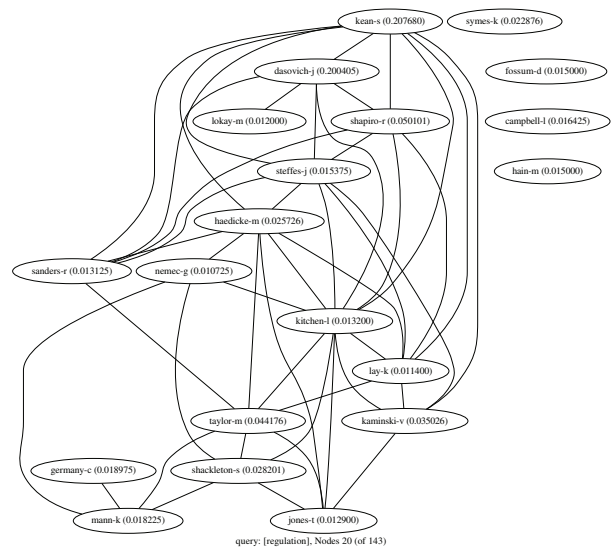 kean-s (0.207680)
symes-k (0.022876)
dasovich-j (0.200405)
fossum-d (0.015000)
lokay-m (0.012000)
shapiro-r (0.050101)
campbell-l (0.016425)
steffes-j (0.015375)
hain-m (0.015000)
haedicke-m (0.025726)
sanders-r (0.013125)
nemec-g (0.010725)
kitchen-l (0.013200)
lay-k (0.011400)
taylor-m (0.044176)
kaminski-v (0.035026)
germany-c (0.018975)
shackleton-s (0.028201)
mann-k (0.018225)
jones-t (0.012900)
query: [regulation], Nodes 20 (of 143)